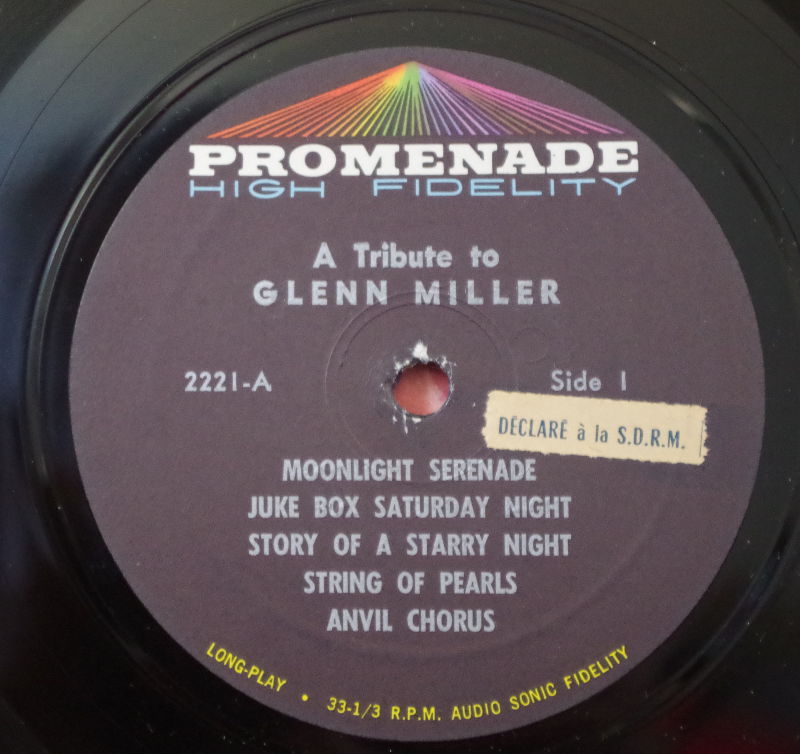 PROMENADE
HIGH FIDELITY
A Tribute to
GLENN MILLER
2221-A
Side 1
DÉCLARÉ à la S.D.R.M.
MOONLIGHT SERENADE
JUKE BOX SATURDAY NIGHT
STORY OF A STARRY NIGHT
STRING OF PEARLS
ANVIL CHORUS
LONG-PLAY • 33-1/3 R.P.M. AUDIO SONIC FIDELITY